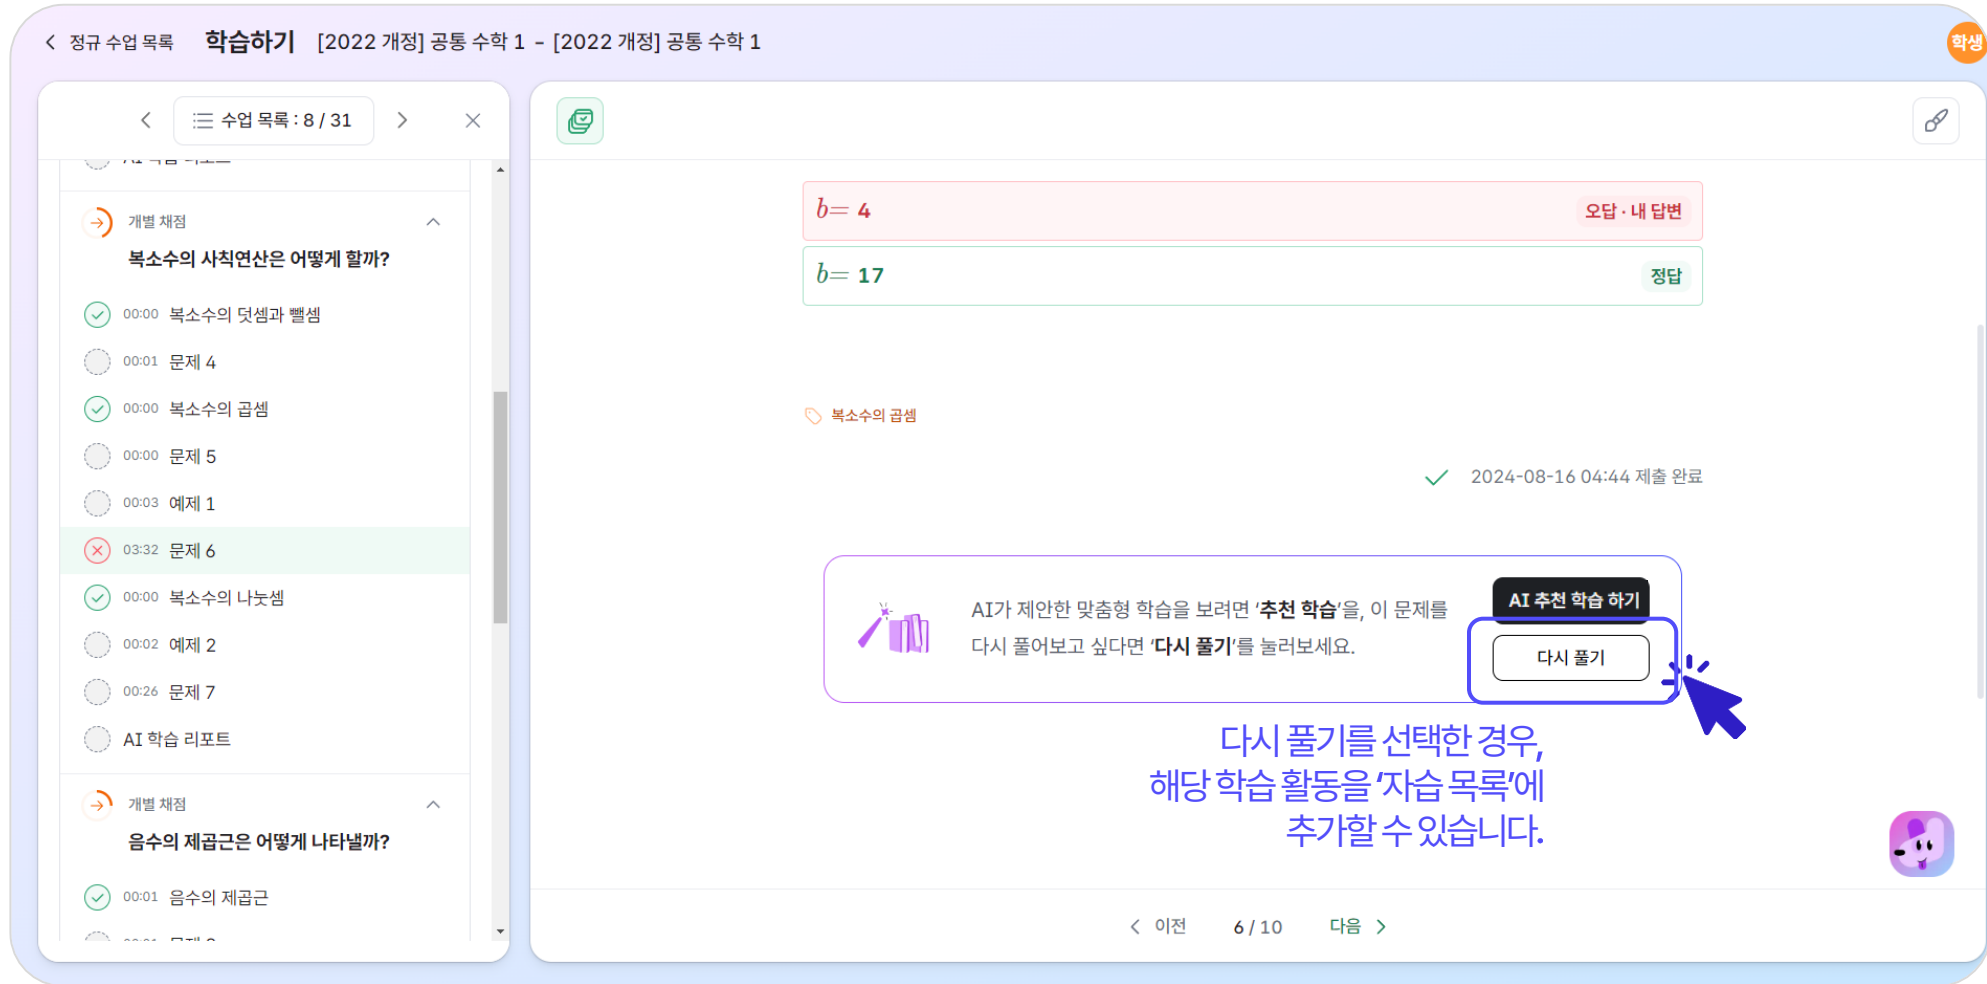 정규 수업 목록 학습하기 [2022 개정] 공통 수학 1 - [2022 개정] 공통 수학 1
학생
수업 목록 : 8 / 31
AI 학습 리포트
개별 채점
복소수의 사칙연산은 어떻게 할까?
00:00 복소수의 덧셈과 뺄셈
00:01 문제 4
00:00 복소수의 곱셈
00:00 문제 5
00:03 예제 1
03:32 문제 6
00:00 복소수의 나눗셈
00:02 예제 2
00:26 문제 7
AI 학습 리포트
개별 채점
음수의 제곱근은 어떻게 나타낼까?
00:01 음수의 제곱근
b= 4 오답 · 내 답변
b= 17 정답
복소수의 곱셈
2024-08-16 04:44 제출 완료
AI가 제안한 맞춤형 학습을 보려면 ‘추천 학습’을, 이 문제를
다시 풀어보고 싶다면 ‘다시 풀기’를 눌러보세요.
AI 추천 학습 하기
다시 풀기
다시 풀기를 선택한 경우,
해당 학습 활동을 ‘자습 목록’에
추가할 수 있습니다.
이전 6 / 10 다음